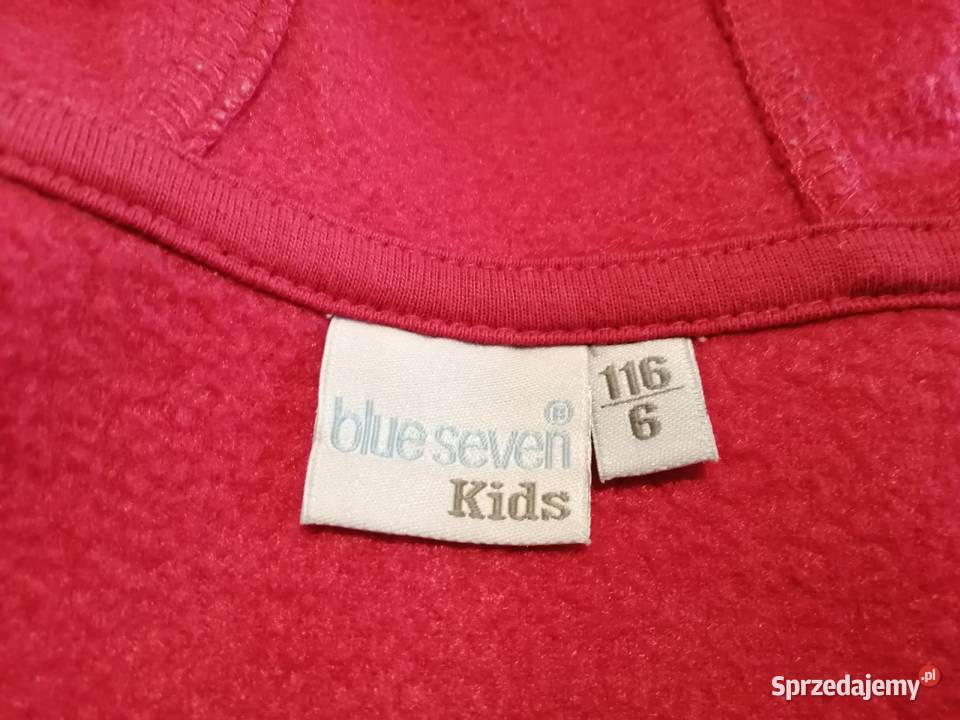 blue seven®
Kids
116
6
Sprzedajemy.pl